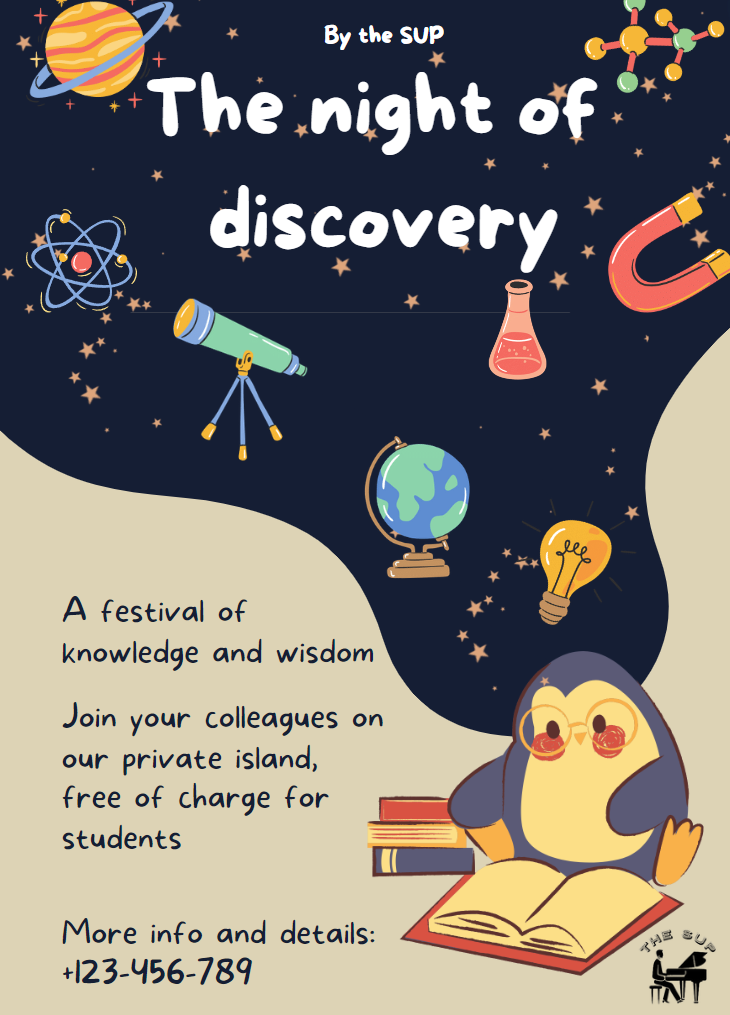 By the SUP
The night of
discovery
A festival of
knowledge and wisdom
Join your colleagues on
our private island,
free of charge for
students
More info and details:
+123-456-789
THE SUP